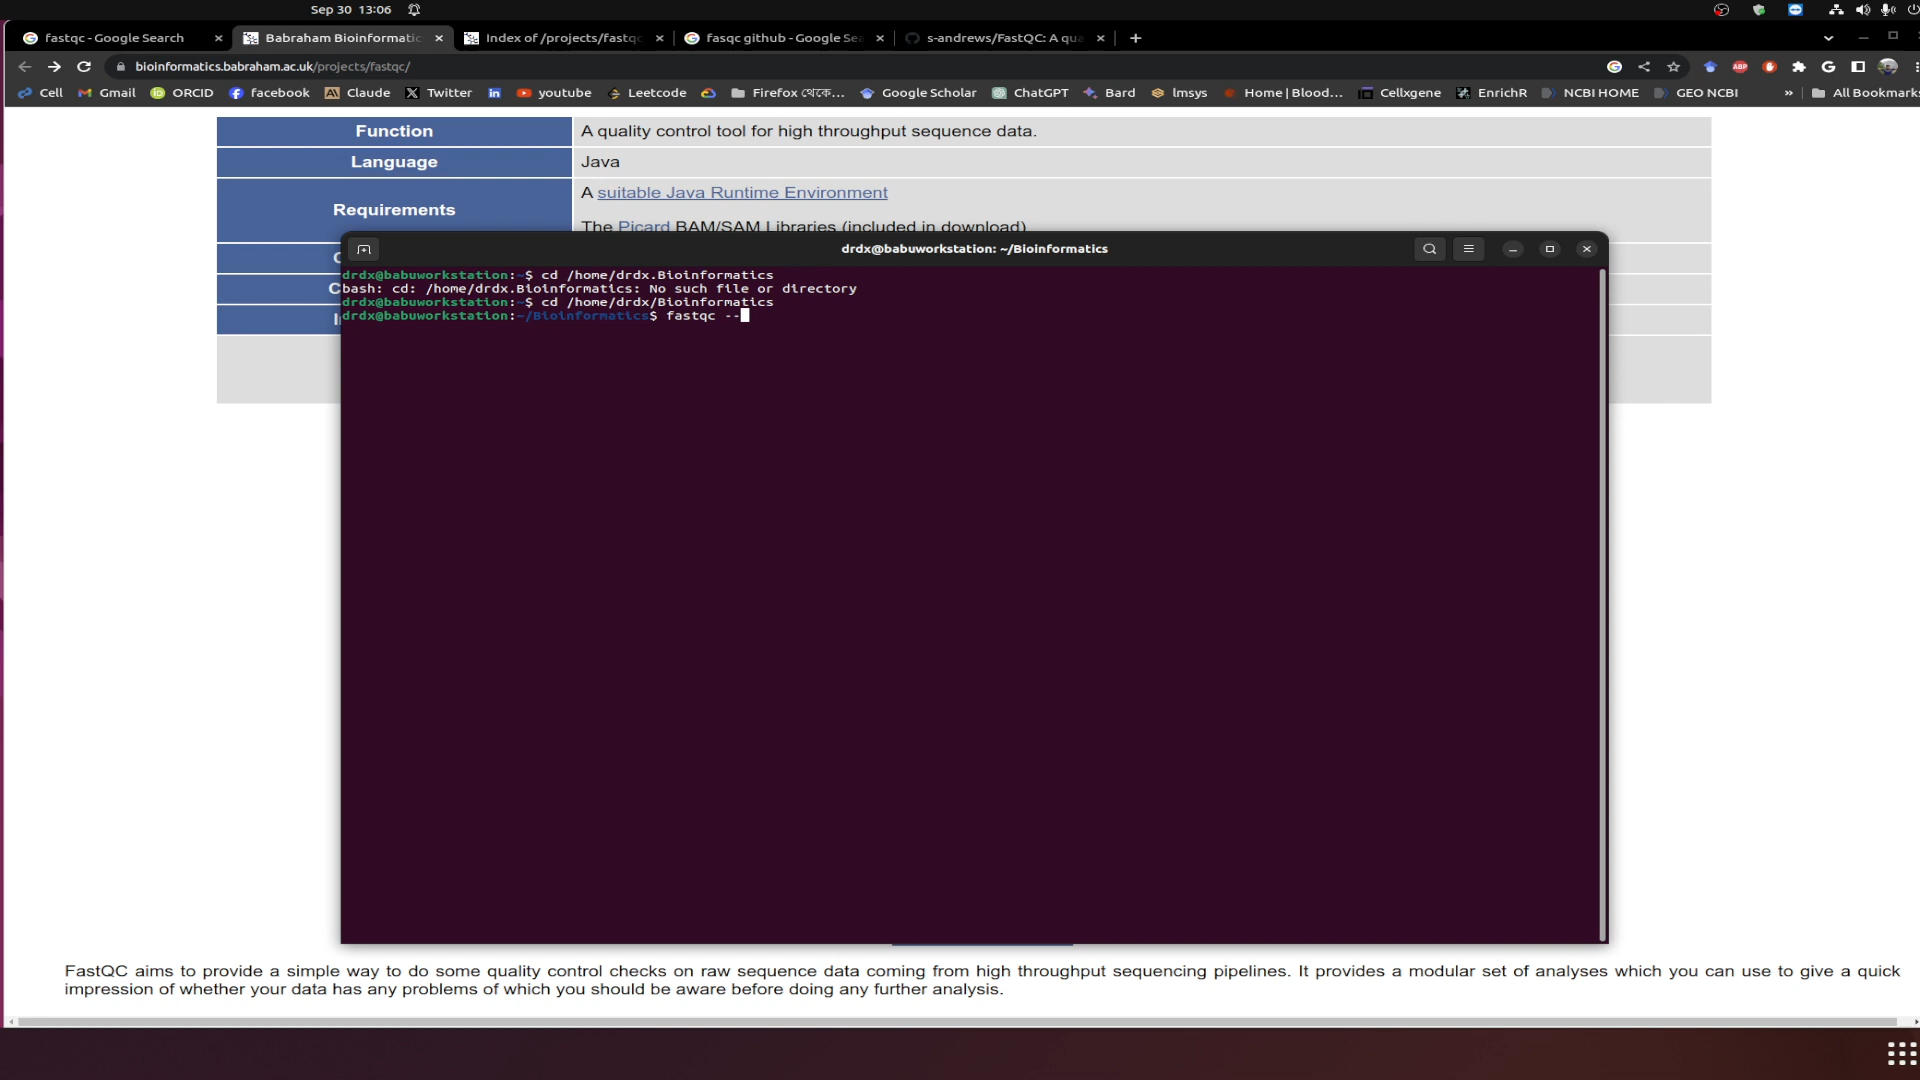 Sep 30 13:06
fastqc - Google Search
Babraham Bioinformatic
Index of /projects/fastqc
fasqc github - Google Sea
s-andrews/FastQC: A qua
bioinformatics.babraham.ac.uk/projects/fastqc/
ABP
Cell
Gmail
ORCID
facebook
Claude
Twitter
youtube
Leetcode
Firefox থেকে...
Google Scholar
ChatGPT
Bard
lmsys
Home | Blood...
Cellxgene
EnrichR
NCBI HOME
GEO NCBI
»
All Bookmarks
Function
A quality control tool for high throughput sequence data.
Language
Java
Requirements
A suitable Java Runtime Environment
The Picard BAM/SAM Libraries (included in download)
drdx@babuworkstation: ~/Bioinformatics
drdx@babuworkstation:~$ cd /home/drdx.Bioinformatics
bash: cd: /home/drdx.Bioinformatics: No such file or directory
drdx@babuworkstation:~$ cd /home/drdx/Bioinformatics
drdx@babuworkstation:~/Bioinformatics$ fastqc --
FastQC aims to provide a simple way to do some quality control checks on raw sequence data coming from high throughput sequencing pipelines. It provides a modular set of analyses which you can use to give a quick
impression of whether your data has any problems of which you should be aware before doing any further analysis.